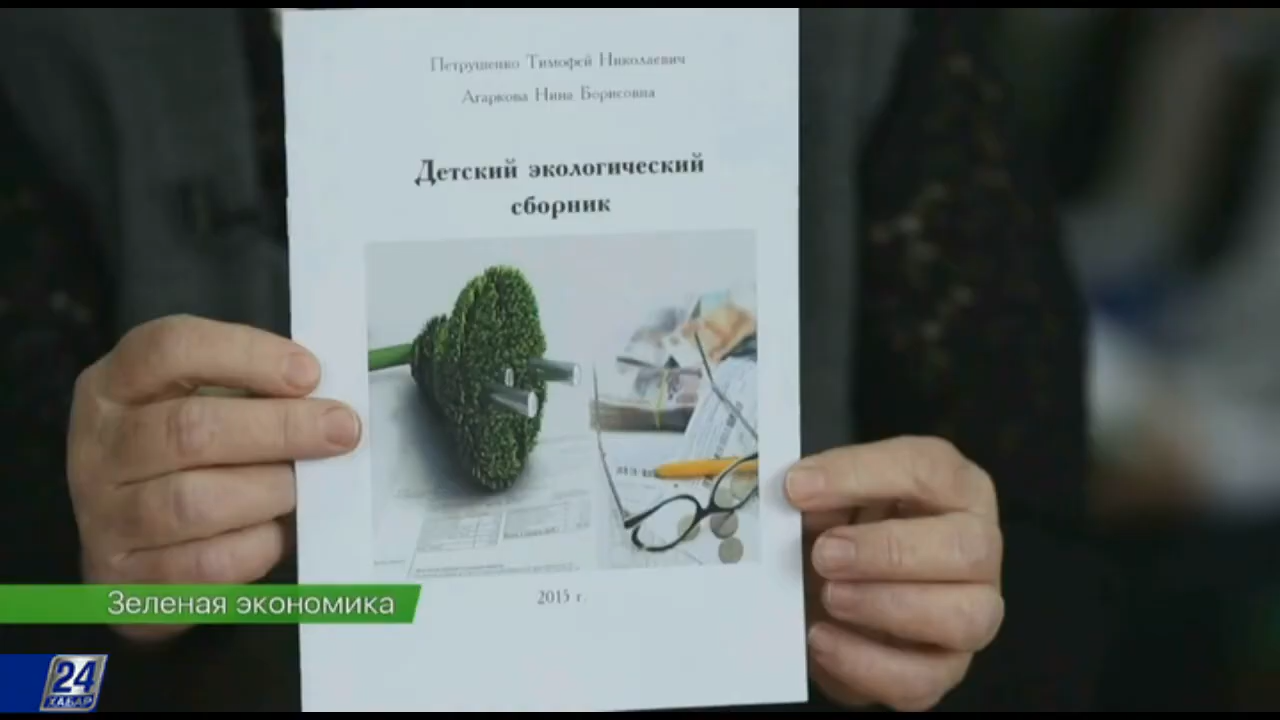 Петрушенко Тимофей Николаевич
Агаркова Нина Борисовна
Детский экологический
сборник
2015 г.
Зеленая экономика
24
ХАБАР